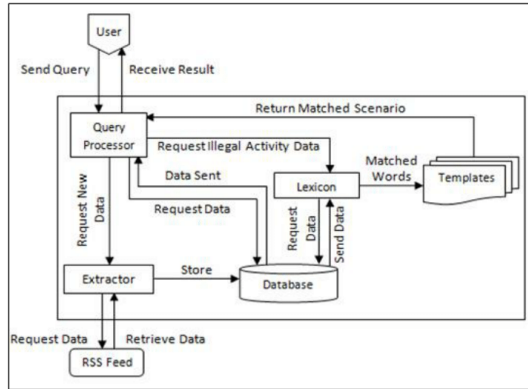 User
Send Query
Receive Result
Return Matched Scenario
Query
Processor
Request Illegal Activity Data
Matched
Words
Templates
Data Sent
Lexicon
Request New
Data
Request Data
Request
Data
Send Data
Extractor
Store
Database
Request Data
Retrieve Data
RSS Feed